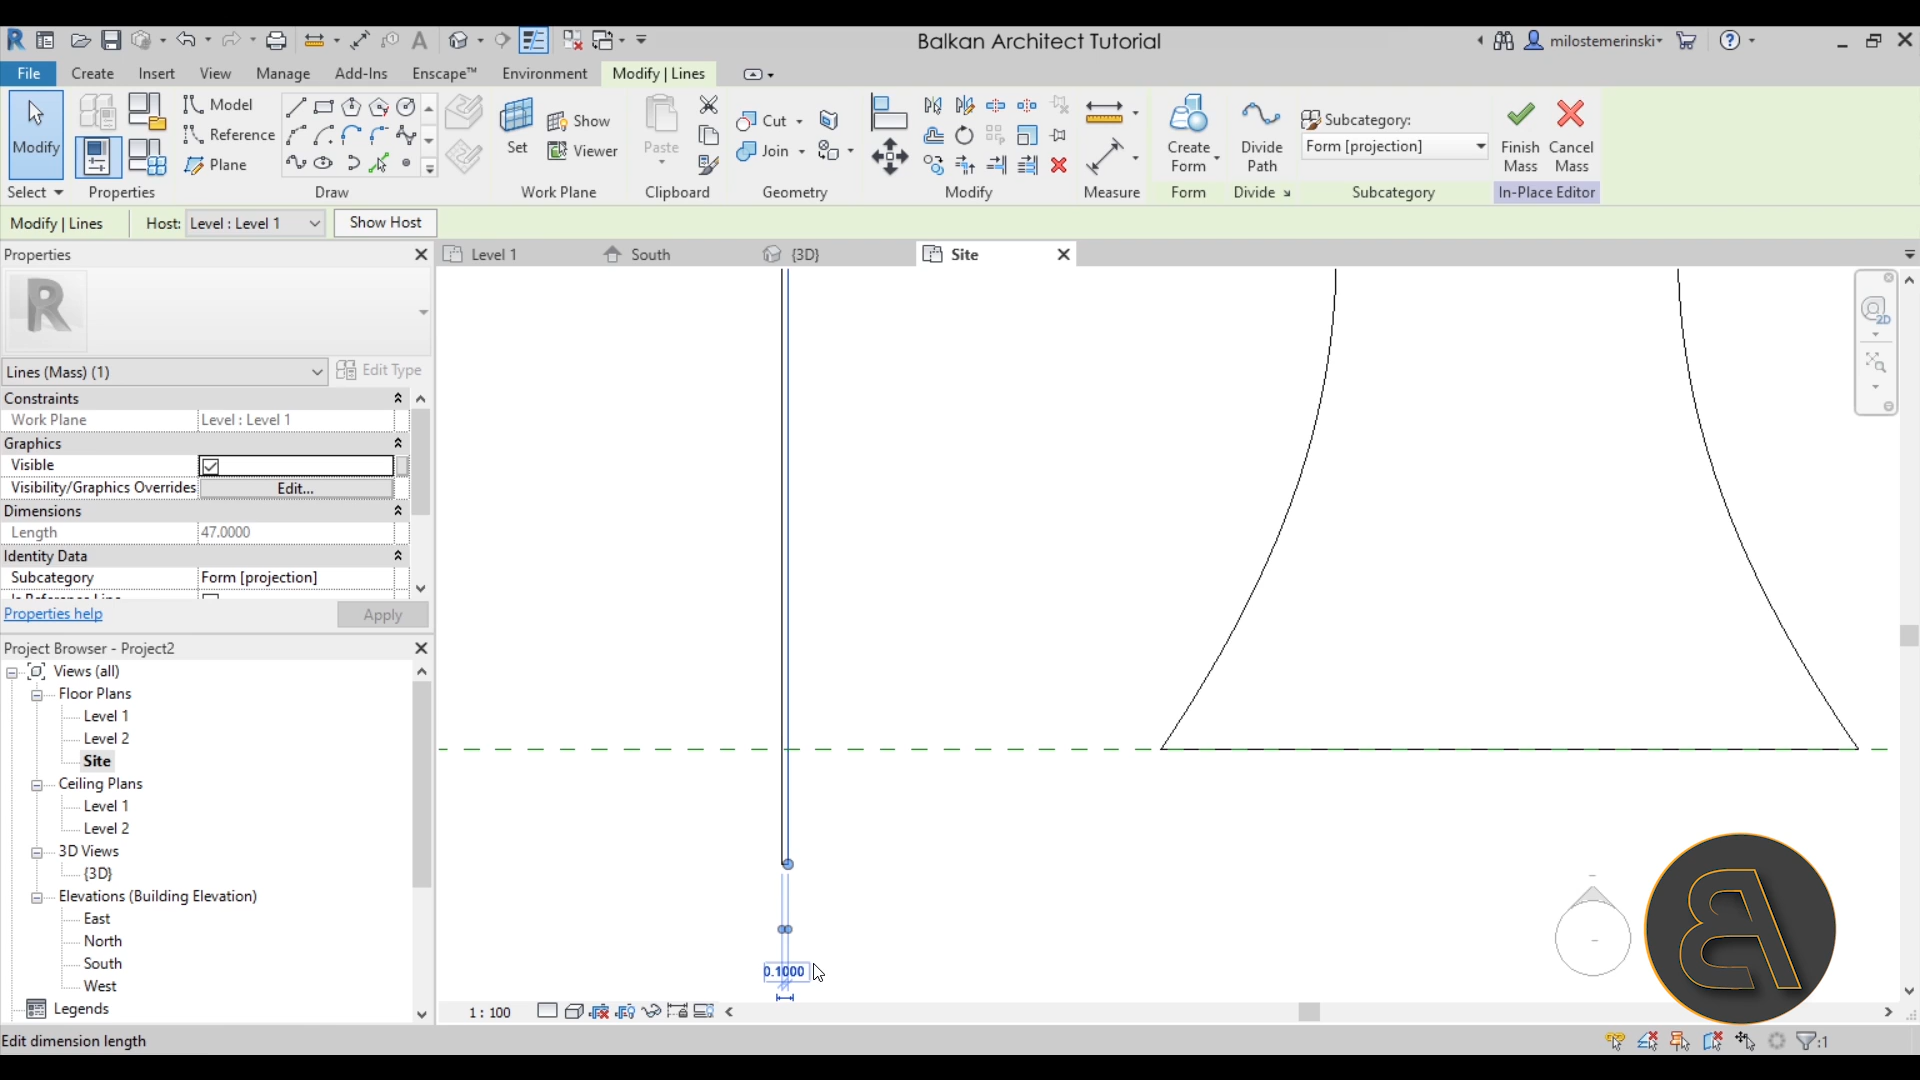 Balkan Architect Tutorial
milostemerinski
File Create Insert View Manage Add-Ins Enscape™ Environment Modify | Lines
Modify
Model
Reference
Plane
Set
Show
Viewer
Paste
Cut
Join
Create Form
Divide Path
Subcategory:
Form [projection]
Finish Mass
Cancel Mass
Select Properties Draw Work Plane Clipboard Geometry Modify Measure Form Divide Subcategory In-Place Editor
Modify | Lines Host: Level : Level 1 Show Host
Properties
Level 1 South {3D} Site
R
2D
Lines (Mass) (1) Edit Type
Constraints
Work Plane Level : Level 1
Graphics
Visible
Visibility/Graphics Overrides Edit...
Dimensions
Length 47.0000
Identity Data
Subcategory Form [projection]
Properties help Apply
Project Browser - Project2
Views (all)
Floor Plans
Level 1
Level 2
Site
Ceiling Plans
Level 1
Level 2
3D Views
{3D}
Elevations (Building Elevation)
East
North
South
West
Legends
0.1000
1 : 100
Edit dimension length
:1